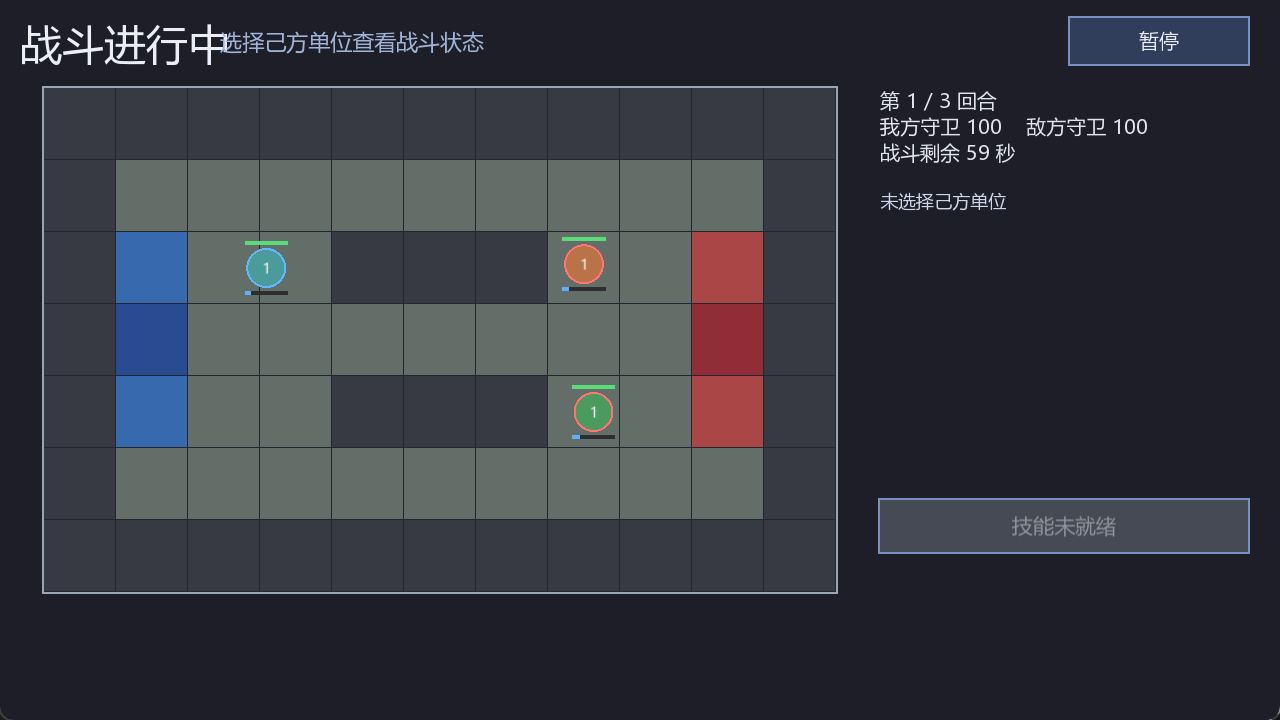 战斗进行中
选择己方单位查看战斗状态
暂停
第 1 / 3 回合
我方守卫 100 敌方守卫 100
战斗剩余 59 秒
未选择己方单位
1
1
1
技能未就绪